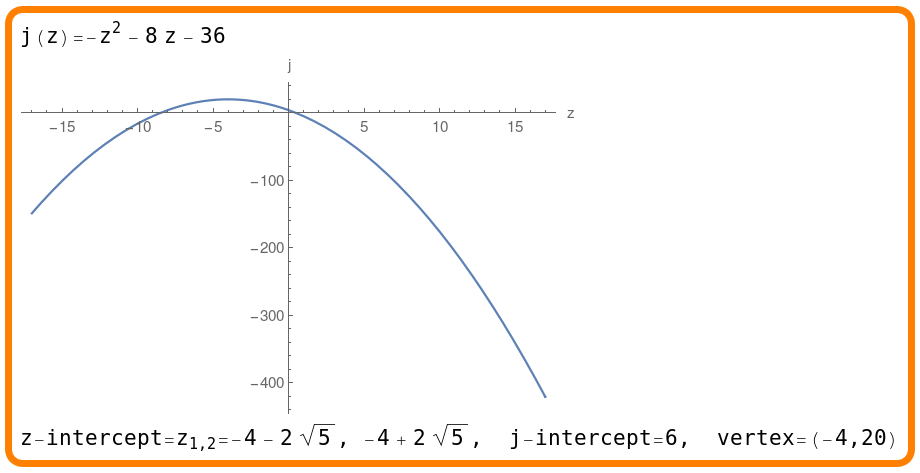 j(z)=-z² - 8 z - 36
j
-15 -10 -5 5 10 15 z
-100
-200
-300
-400
z-intercept=z₁,₂=-4 - 2 √5, -4 + 2 √5, j-intercept=6, vertex=(-4,20)